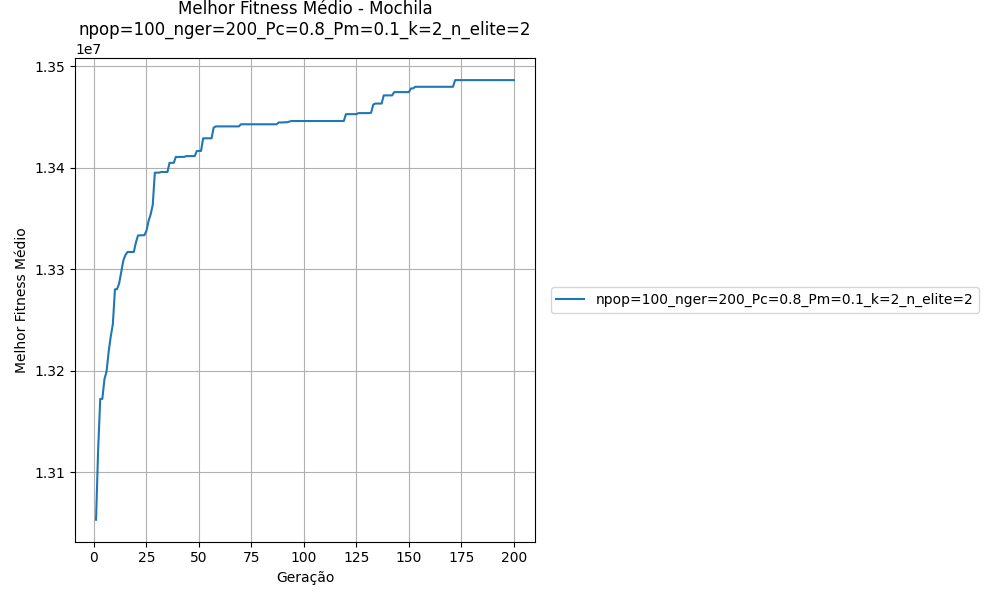 Melhor Fitness Médio - Mochila
npop=100_nger=200_Pc=0.8_Pm=0.1_k=2_n_elite=2
1e7
1.35
1.34
1.33
1.32
1.31
Melhor Fitness Médio
0 25 50 75 100 125 150 175 200
Geração
npop=100_nger=200_Pc=0.8_Pm=0.1_k=2_n_elite=2